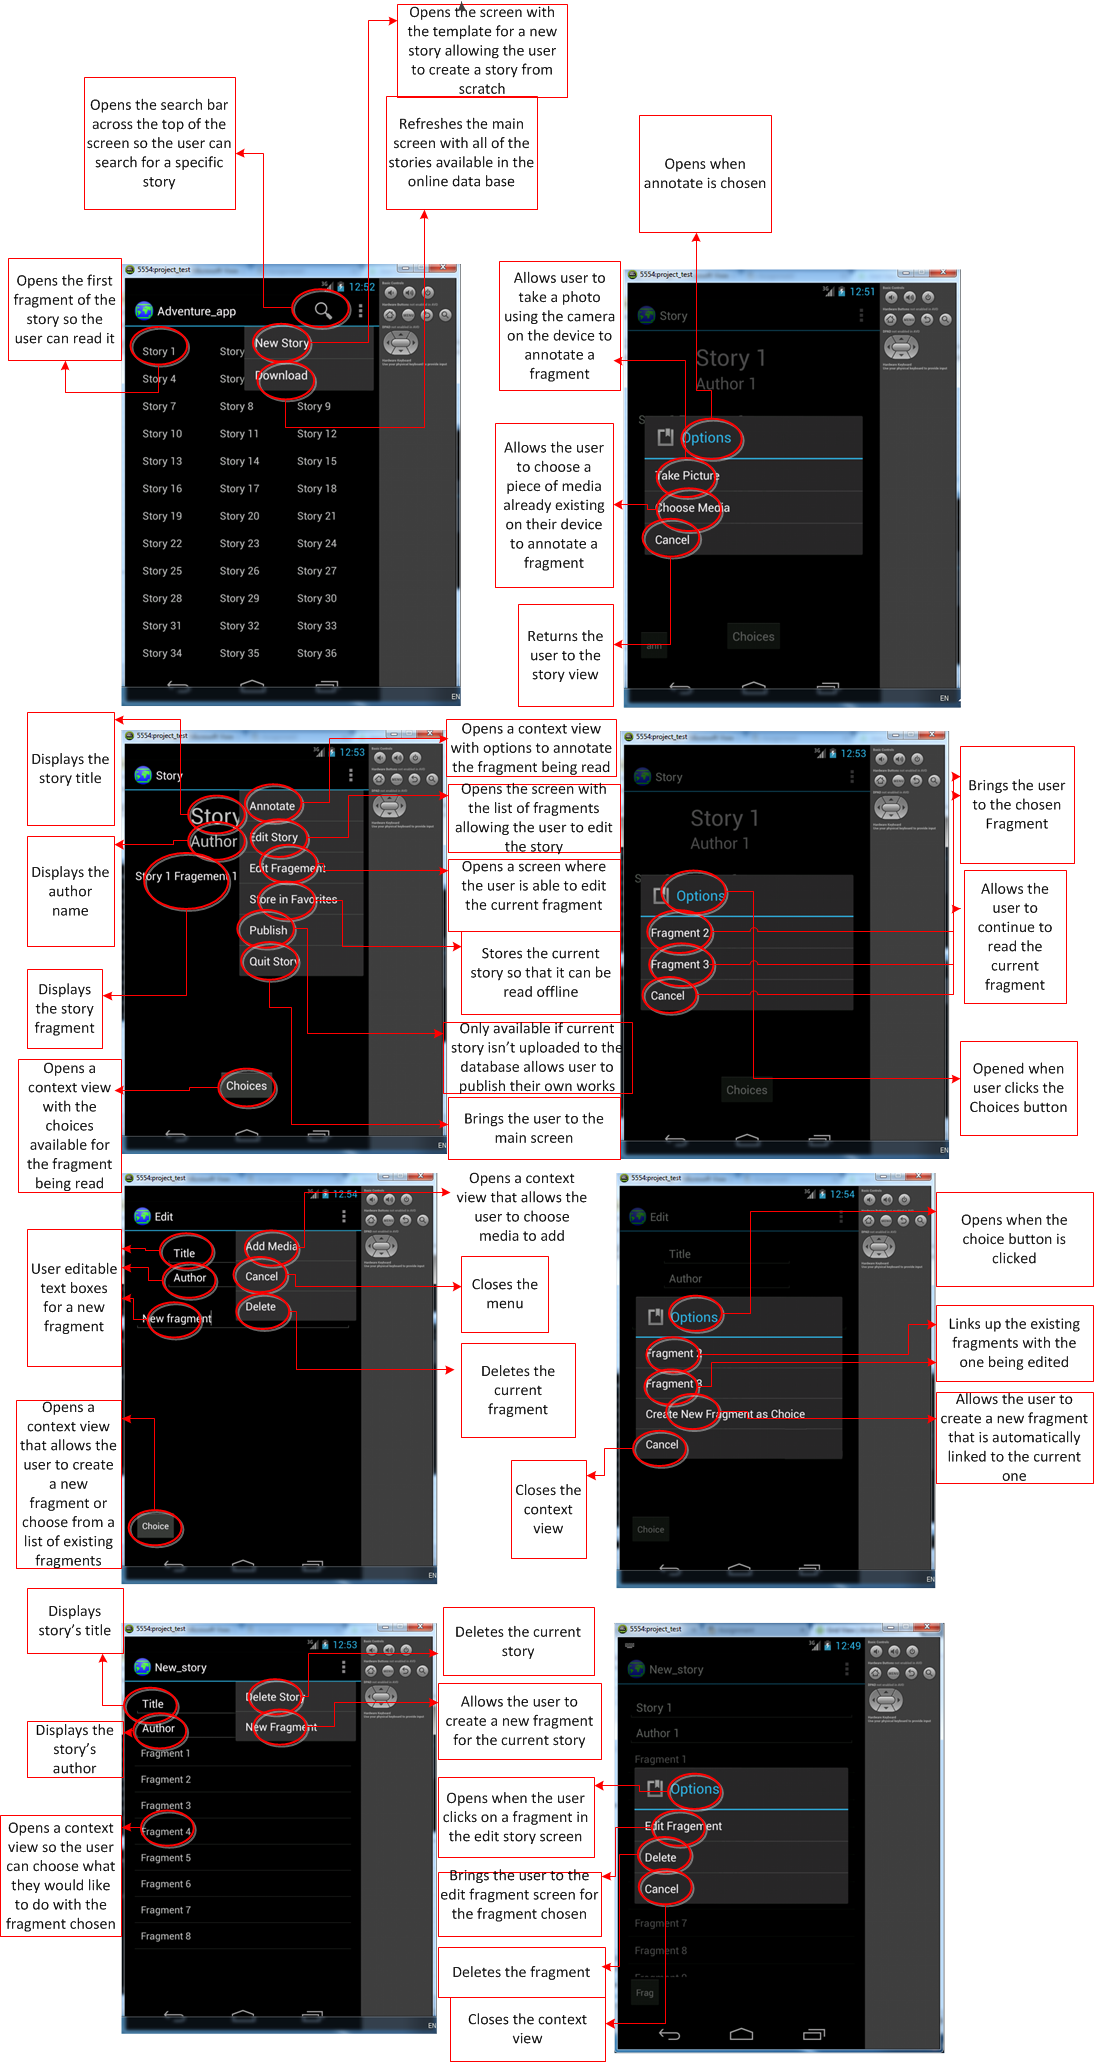 Opens the screen with
the template for a new
story allowing the user
to create a story from
scratch
Opens the search bar
across the top of the
screen so the user can
search for a specific
story
Refreshes the main
screen with all of the
stories available in the
online data base
Opens when
annotate is chosen
Opens the first
fragment of the
story so the
user can read it
5554:project_test
12:52
Adventure_app
New Story
Download
Story 1
Story
Story 4
Story
Story 7 Story 8 Story 9
Story 10 Story 11 Story 12
Story 13 Story 14 Story 15
Story 16 Story 17 Story 18
Story 19 Story 20 Story 21
Story 22 Story 23 Story 24
Story 25 Story 26 Story 27
Story 28 Story 29 Story 30
Story 31 Story 32 Story 33
Story 34 Story 35 Story 36
EN
Allows user to
take a photo
using the camera
on the device to
annotate a
fragment
Allows the user
to choose a
piece of media
already existing
on their device
to annotate a
fragment
Returns the
user to the
story view
5554:project_test
12:51
Story
Story 1
Author 1
Options
Take Picture
Choose Media
Cancel
ann
Choices
EN
Displays the
story title
Displays the
author
name
Displays
the story
fragment
Opens a
context view
with the
choices
available for
the fragment
being read
5554:project_test
12:53
Story
Story
Author
Story 1 Fragement 1
Annotate
Edit Story
Edit Fragement
Store in Favorites
Publish
Quit Story
Choices
EN
Opens a context view
with options to annotate
the fragment being read
Opens the screen with
the list of fragments
allowing the user to edit
the story
Opens a screen where
the user is able to edit
the current fragment
Stores the current
story so that it can be
read offline
Only available if current
story isn't uploaded to the
database allows user to
publish their own works
Brings the user to the
main screen
5554:project_test
12:53
Story
Story 1
Author 1
Options
Fragment 2
Fragment 3
Cancel
Choices
EN
Brings the user
to the chosen
Fragment
Allows the
user to
continue to
read the
current
fragment
Opened when
user clicks the
Choices button
User editable
text boxes
for a new
fragment
Opens a
context view
that allows the
user to create
a new
fragment or
choose from a
list of existing
fragments
5554:project_test
12:54
Edit
Title
Author
New fragment
Add Media
Cancel
Delete
Choice
EN
Opens a context
view that allows the
user to choose
media to add
Closes the
menu
Deletes the
current
fragment
Closes the
context
view
5554:project_test
12:54
Edit
Title
Author
Options
Fragment 2
Fragment 3
Create New Fragment as Choice
Cancel
Choice
EN
Opens when the
choice button is
clicked
Links up the existing
fragments with the
one being edited
Allows the user to
create a new fragment
that is automatically
linked to the current
one
Displays
story's title
Displays the
story's
author
Opens a context
view so the user
can choose what
they would like
to do with the
fragment chosen
5554:project_test
12:53
New_story
Title
Author
Delete Story
New Fragment
Fragment 1
Fragment 2
Fragment 3
Fragment 4
Fragment 5
Fragment 6
Fragment 7
Fragment 8
EN
Deletes the current
story
Allows the user to
create a new fragment
for the current story
Opens when the user
clicks on a fragment in
the edit story screen
Brings the user to the
edit fragment screen for
the fragment chosen
Deletes the fragment
Closes the context
view
5554:project_test
12:49
New_story
Story 1
Author 1
Fragment 1
Options
Edit Fragement
Delete
Cancel
Fragment 7
Fragment 8
Frag